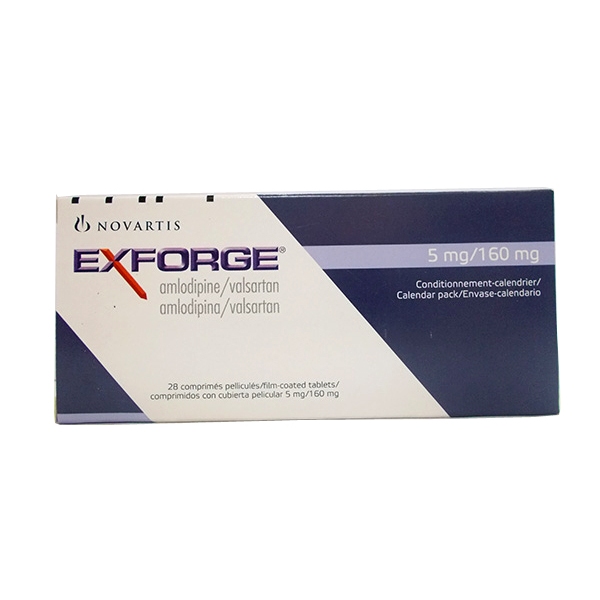 NOVARTIS
EXFORGE®
amlodipine/valsartan
amlodipina/valsartan
28 comprimés pelliculés/film-coated tablets/
comprimidos con cubierta pelicular 5 mg/160 mg
5 mg/160 mg
Conditionnement-calendrier/
Calendar pack/Envase-calendario